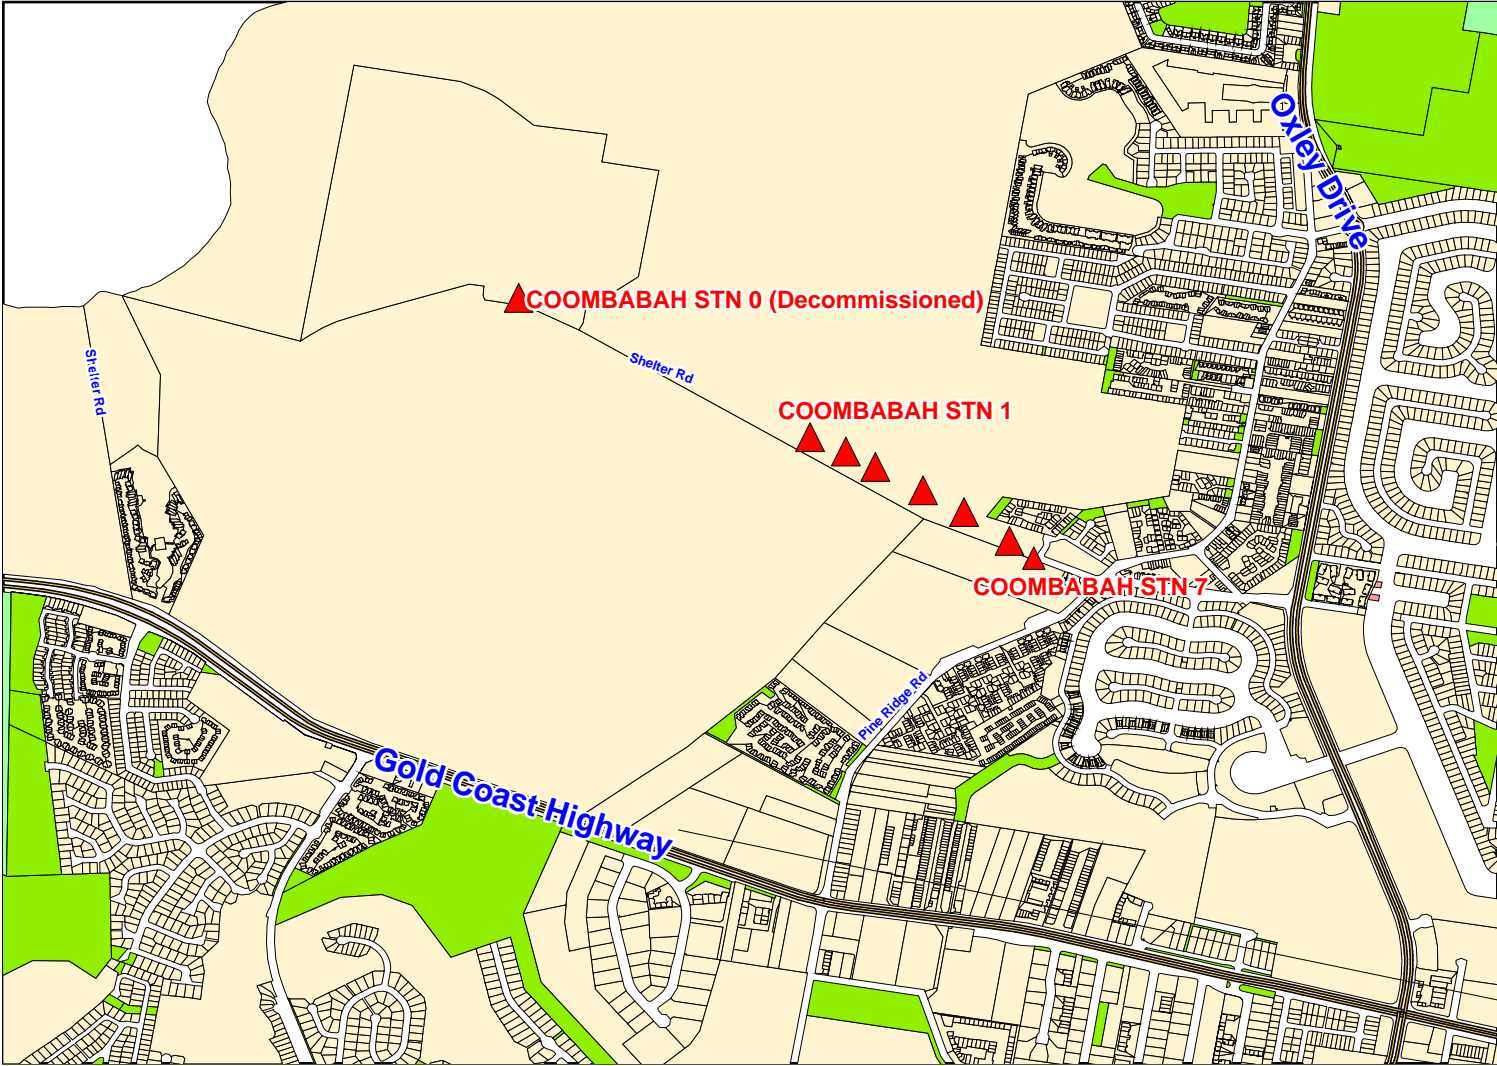 Oxley Drive
COOMBABAH STN 0 (Decommissioned)
Shelter Rd
Shelter Rd
COOMBABAH STN 1
COOMBABAH STN 7
Pine Ridge Rd
Gold Coast Highway